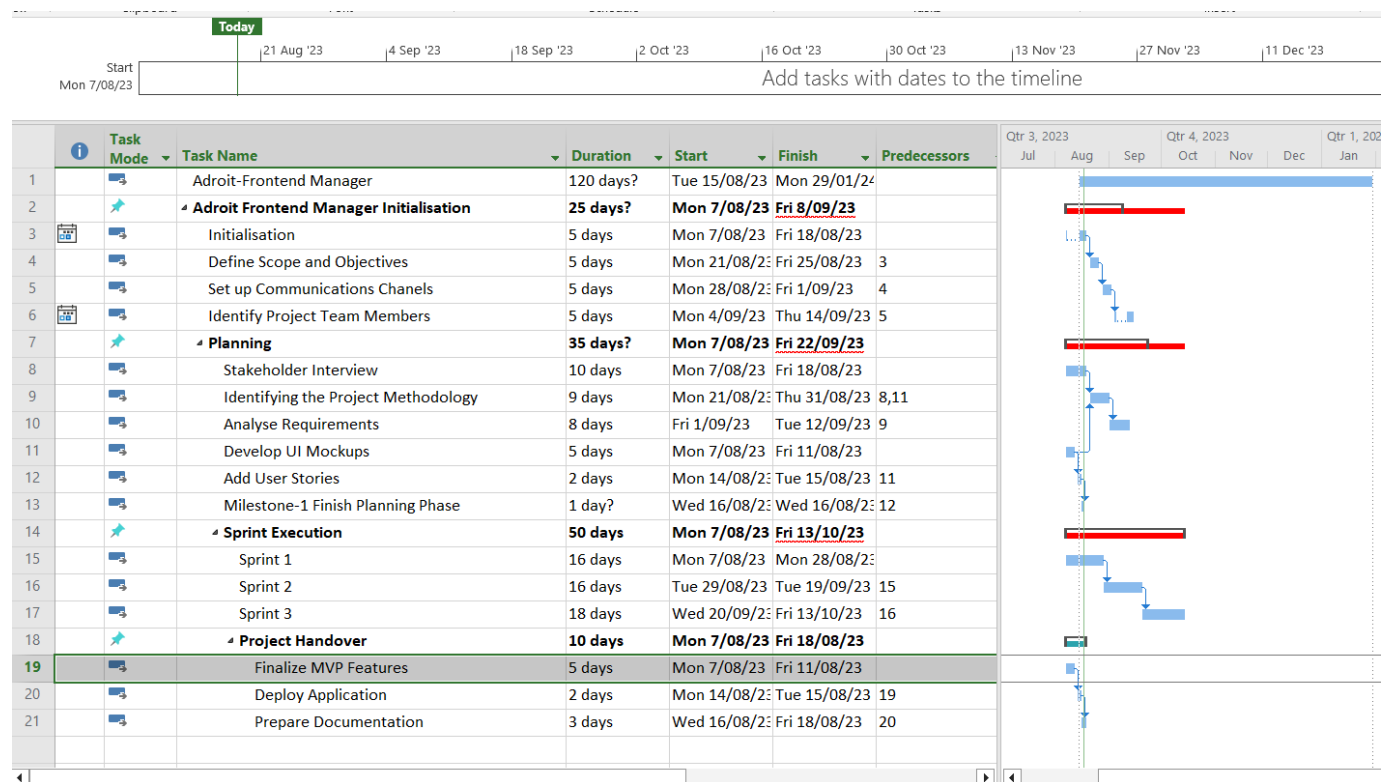 Today
21 Aug '23 4 Sep '23 18 Sep '23 2 Oct '23 16 Oct '23 30 Oct '23 13 Nov '23 27 Nov '23 11 Dec '23
Start
Mon 7/08/23
Add tasks with dates to the timeline
Task Mode Task Name Duration Start Finish Predecessors
Qtr 3, 2023 Qtr 4, 2023 Qtr 1, 202
Jul Aug Sep Oct Nov Dec Jan
1 Adroit-Frontend Manager 120 days? Tue 15/08/23 Mon 29/01/24
2 Adroit Frontend Manager Initialisation 25 days? Mon 7/08/23 Fri 8/09/23
3 Initialisation 5 days Mon 7/08/23 Fri 18/08/23
4 Define Scope and Objectives 5 days Mon 21/08/23 Fri 25/08/23 3
5 Set up Communications Chanels 5 days Mon 28/08/23 Fri 1/09/23 4
6 Identify Project Team Members 5 days Mon 4/09/23 Thu 14/09/23 5
7 Planning 35 days? Mon 7/08/23 Fri 22/09/23
8 Stakeholder Interview 10 days Mon 7/08/23 Fri 18/08/23
9 Identifying the Project Methodology 9 days Mon 21/08/23 Thu 31/08/23 8,11
10 Analyse Requirements 8 days Fri 1/09/23 Tue 12/09/23 9
11 Develop UI Mockups 5 days Mon 7/08/23 Fri 11/08/23
12 Add User Stories 2 days Mon 14/08/23 Tue 15/08/23 11
13 Milestone-1 Finish Planning Phase 1 day? Wed 16/08/23 Wed 16/08/23 12
14 Sprint Execution 50 days Mon 7/08/23 Fri 13/10/23
15 Sprint 1 16 days Mon 7/08/23 Mon 28/08/23
16 Sprint 2 16 days Tue 29/08/23 Tue 19/09/23 15
17 Sprint 3 18 days Wed 20/09/23 Fri 13/10/23 16
18 Project Handover 10 days Mon 7/08/23 Fri 18/08/23
19 Finalize MVP Features 5 days Mon 7/08/23 Fri 11/08/23
20 Deploy Application 2 days Mon 14/08/23 Tue 15/08/23 19
21 Prepare Documentation 3 days Wed 16/08/23 Fri 18/08/23 20